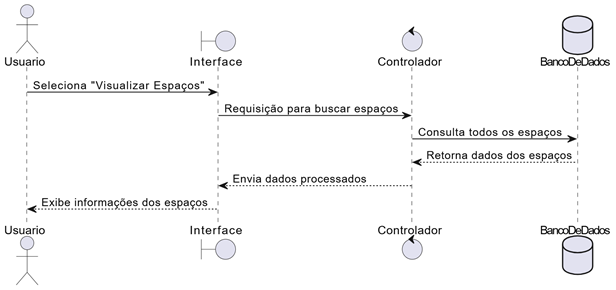 Usuario Interface Controlador BancoDeDados
Seleciona "Visualizar Espaços"
Requisição para buscar espaços
Consulta todos os espaços
Retorna dados dos espaços
Envia dados processados
Exibe informações dos espaços
Usuario Interface Controlador BancoDeDados